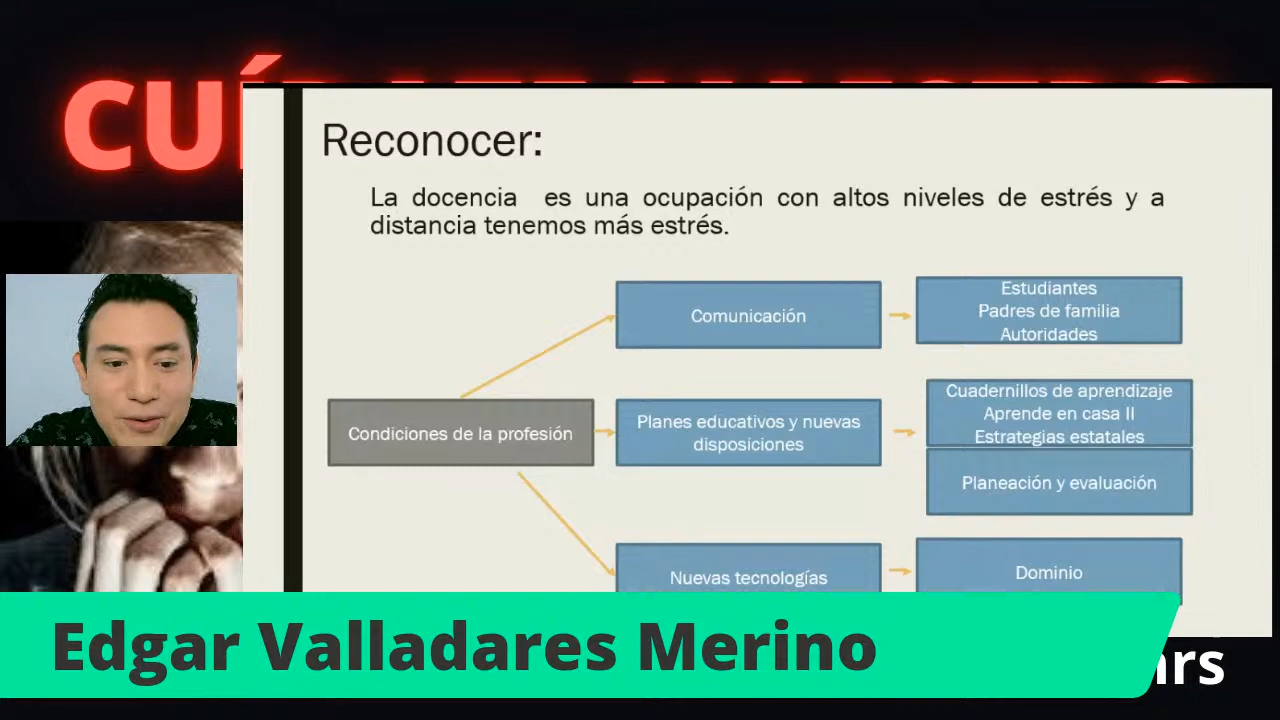 Reconocer:
La docencia es una ocupación con altos niveles de estrés y a
distancia tenemos más estrés.
Comunicación
Estudiantes
Padres de familia
Autoridades
Condiciones de la profesión
Planes educativos y nuevas
disposiciones
Cuadernillos de aprendizaje
Aprende en casa II
Estrategias estatales
Planeación y evaluación
Nuevas tecnologías
Dominio
Edgar Valladares Merino
hrs